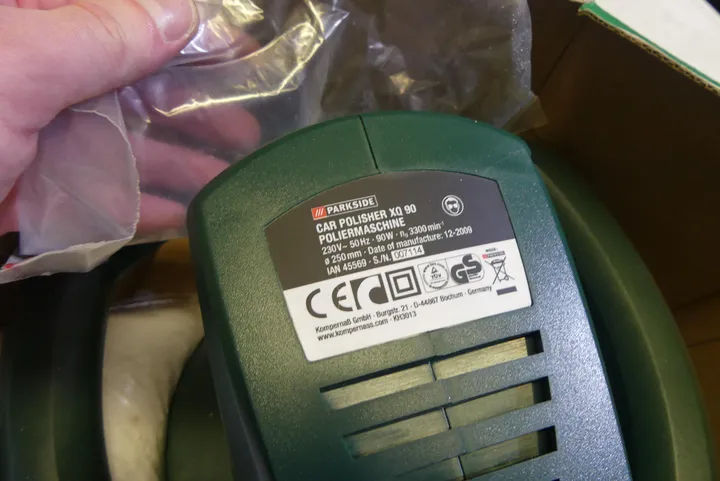 PARKSIDE
CAR POLISHER XQ 90
POLIERMASCHINE
230V~ 50Hz · 90W · n₀ 3300 min⁻¹
ø 250 mm · Date of manufacture: 12-2009
IAN 45569 · S./N. 007114
CE
TÜV
GS
Kompernaß GmbH · Burgstr. 21 · D-44867 Bochum · Germany
www.kompernass.com · KH3013